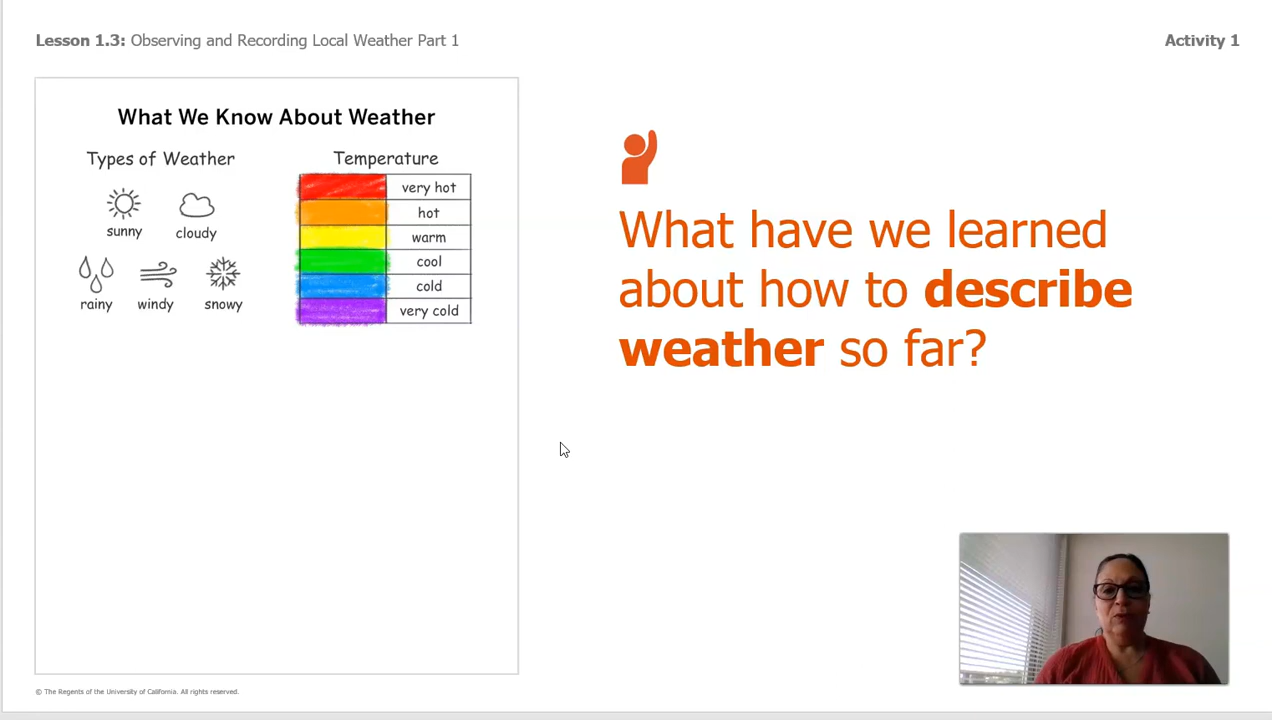 Lesson 1.3: Observing and Recording Local Weather Part 1
Activity 1
What We Know About Weather
Types of Weather
sunny
cloudy
rainy
windy
snowy
Temperature
very hot
hot
warm
cool
cold
very cold
What have we learned
about how to describe
weather so far?
© The Regents of the University of California. All rights reserved.